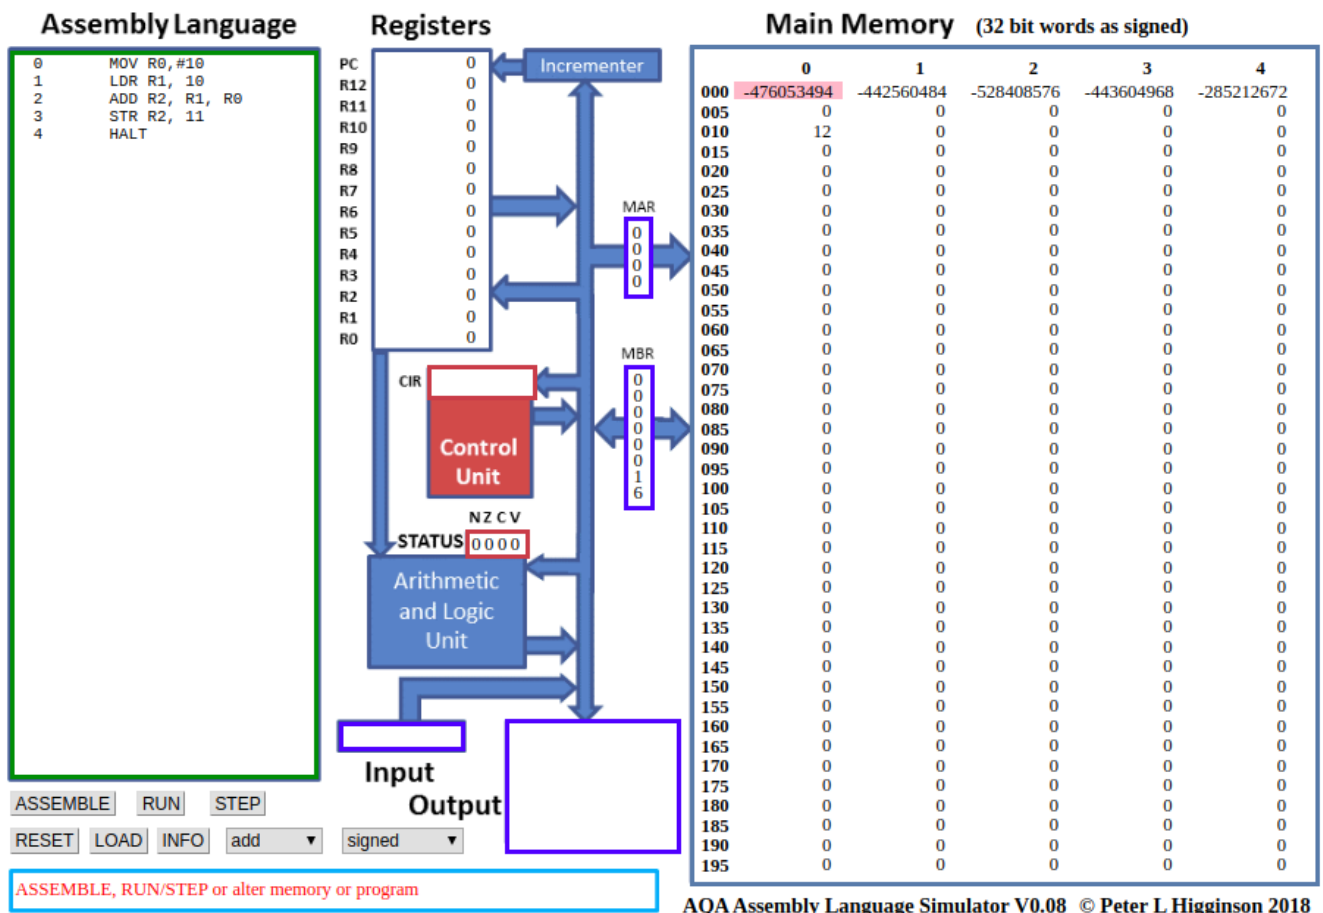 Assembly Language
0 MOV R0,#10
1 LDR R1, 10
2 ADD R2, R1, R0
3 STR R2, 11
4 HALT
ASSEMBLE RUN STEP
RESET LOAD INFO add signed
ASSEMBLE, RUN/STEP or alter memory or program
Registers
PC 0
R12 0
R11 0
R10 0
R9 0
R8 0
R7 0
R6 0
R5 0
R4 0
R3 0
R2 0
R1 0
R0 0
Incrementer
MAR
0
0
0
0
MBR
0
0
0
0
0
0
1
6
CIR
Control
Unit
N Z C V
STATUS 0 0 0 0
Arithmetic
and Logic
Unit
Input
Output
Main Memory (32 bit words as signed)
0 1 2 3 4
000 -476053494 -442560484 -528408576 -443604968 -285212672
005 0 0 0 0 0
010 12 0 0 0 0
015 0 0 0 0 0
020 0 0 0 0 0
025 0 0 0 0 0
030 0 0 0 0 0
035 0 0 0 0 0
040 0 0 0 0 0
045 0 0 0 0 0
050 0 0 0 0 0
055 0 0 0 0 0
060 0 0 0 0 0
065 0 0 0 0 0
070 0 0 0 0 0
075 0 0 0 0 0
080 0 0 0 0 0
085 0 0 0 0 0
090 0 0 0 0 0
095 0 0 0 0 0
100 0 0 0 0 0
105 0 0 0 0 0
110 0 0 0 0 0
115 0 0 0 0 0
120 0 0 0 0 0
125 0 0 0 0 0
130 0 0 0 0 0
135 0 0 0 0 0
140 0 0 0 0 0
145 0 0 0 0 0
150 0 0 0 0 0
155 0 0 0 0 0
160 0 0 0 0 0
165 0 0 0 0 0
170 0 0 0 0 0
175 0 0 0 0 0
180 0 0 0 0 0
185 0 0 0 0 0
190 0 0 0 0 0
195 0 0 0 0 0
AQA Assembly Language Simulator V0.08 © Peter L Higginson 2018